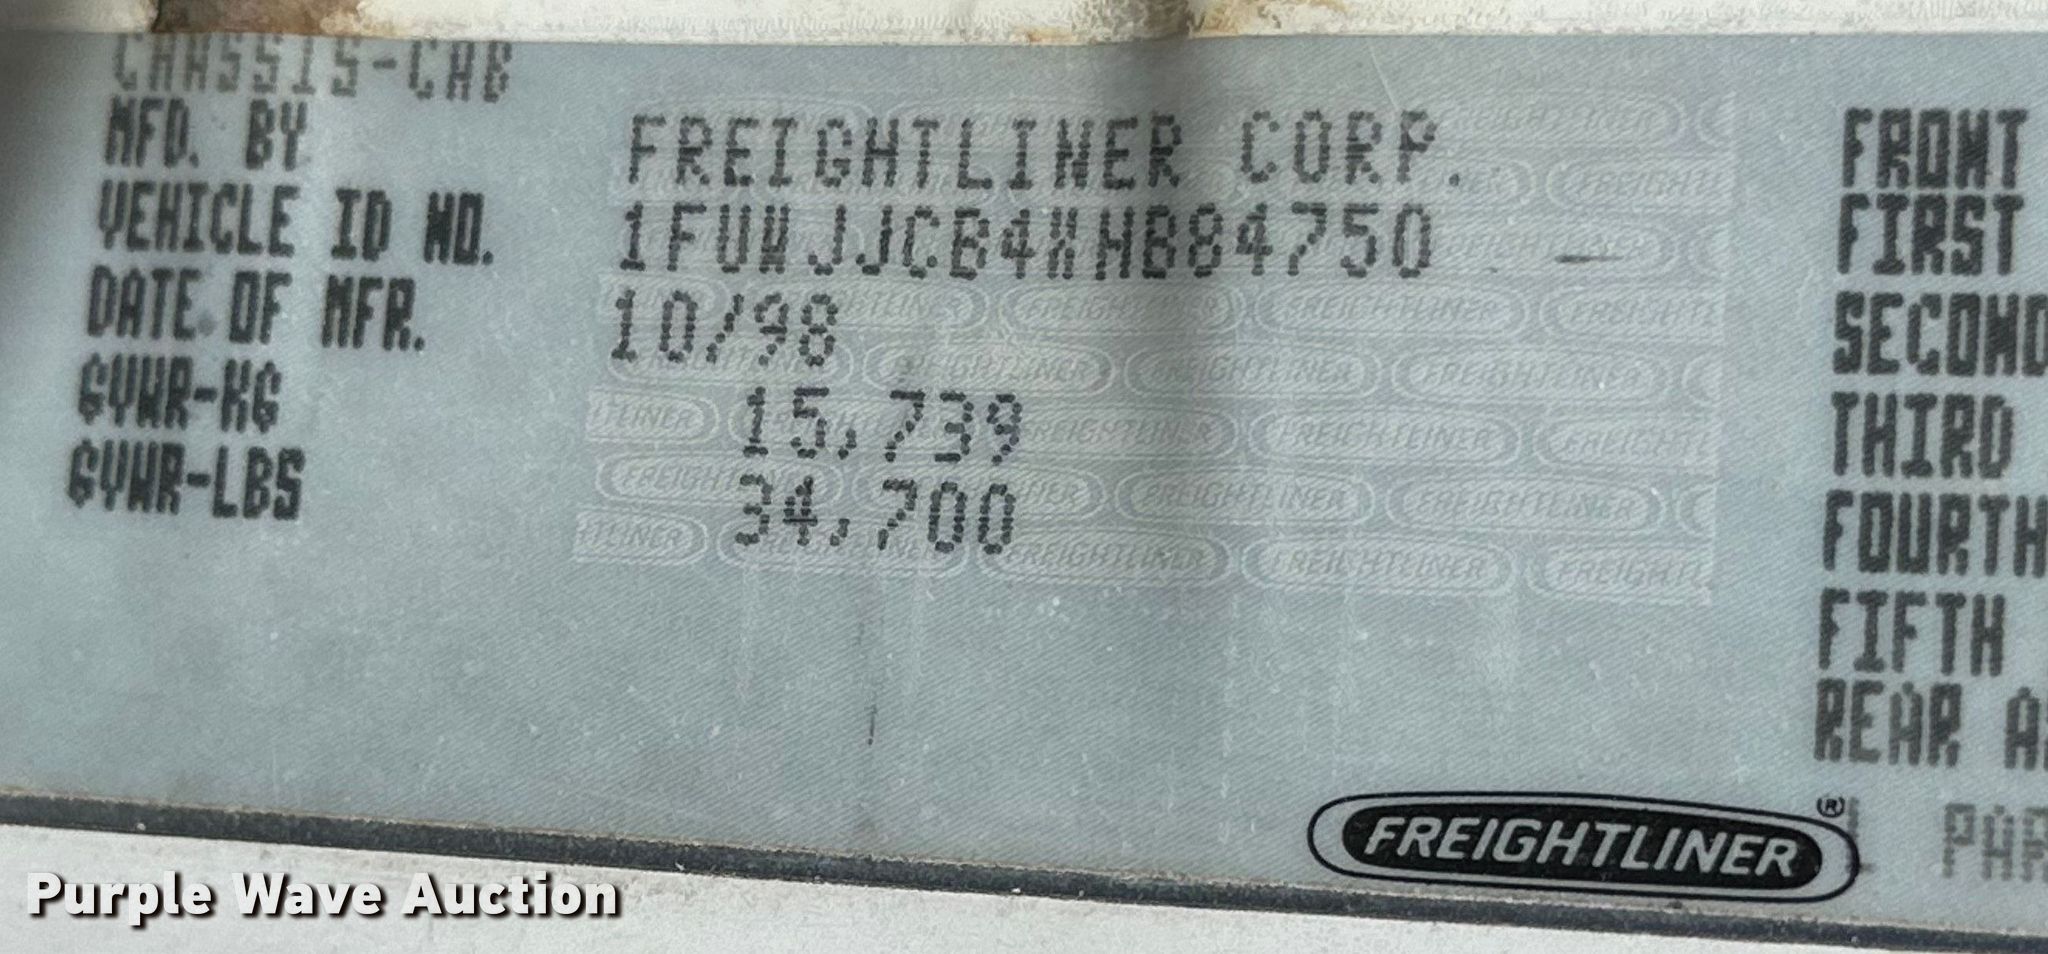 CHASSIS-CAB
MFD. BY FREIGHTLINER CORP.
VEHICLE ID NO. 1FUWJJCB4XHB84750
DATE OF MFR. 10/98
GVWR-KG 15,739
GVWR-LBS 34,700
FRONT
FIRST
SECOND
THIRD
FOURTH
FIFTH
REAR
FREIGHTLINER®
Purple Wave Auction